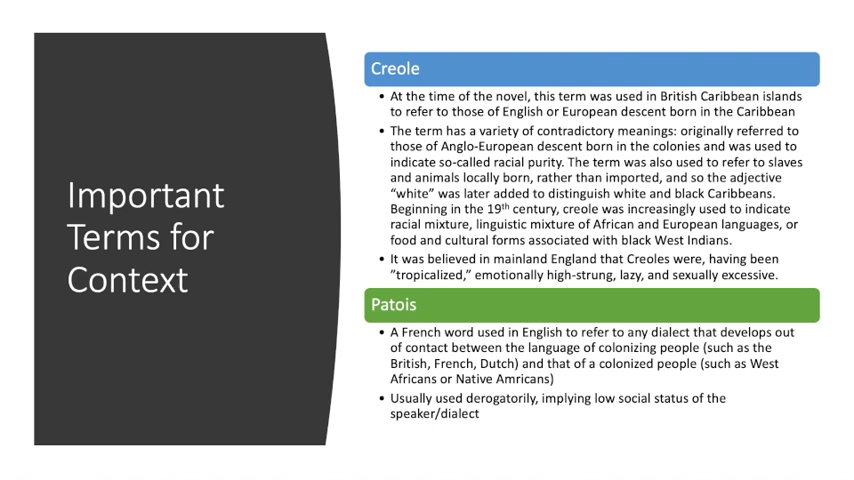 Important
Terms for
Context
Creole
• At the time of the novel, this term was used in British Caribbean islands
to refer to those of English or European descent born in the Caribbean
• The term has a variety of contradictory meanings: originally referred to
those of Anglo-European descent born in the colonies and was used to
indicate so-called racial purity. The term was also used to refer to slaves
and animals locally born, rather than imported, and so the adjective
“white” was later added to distinguish white and black Caribbeans.
Beginning in the 19th century, creole was increasingly used to indicate
racial mixture, linguistic mixture of African and European languages, or
food and cultural forms associated with black West Indians.
• It was believed in mainland England that Creoles were, having been
”tropicalized,” emotionally high-strung, lazy, and sexually excessive.
Patois
• A French word used in English to refer to any dialect that develops out
of contact between the language of colonizing people (such as the
British, French, Dutch) and that of a colonized people (such as West
Africans or Native Amricans)
• Usually used derogatorily, implying low social status of the
speaker/dialect